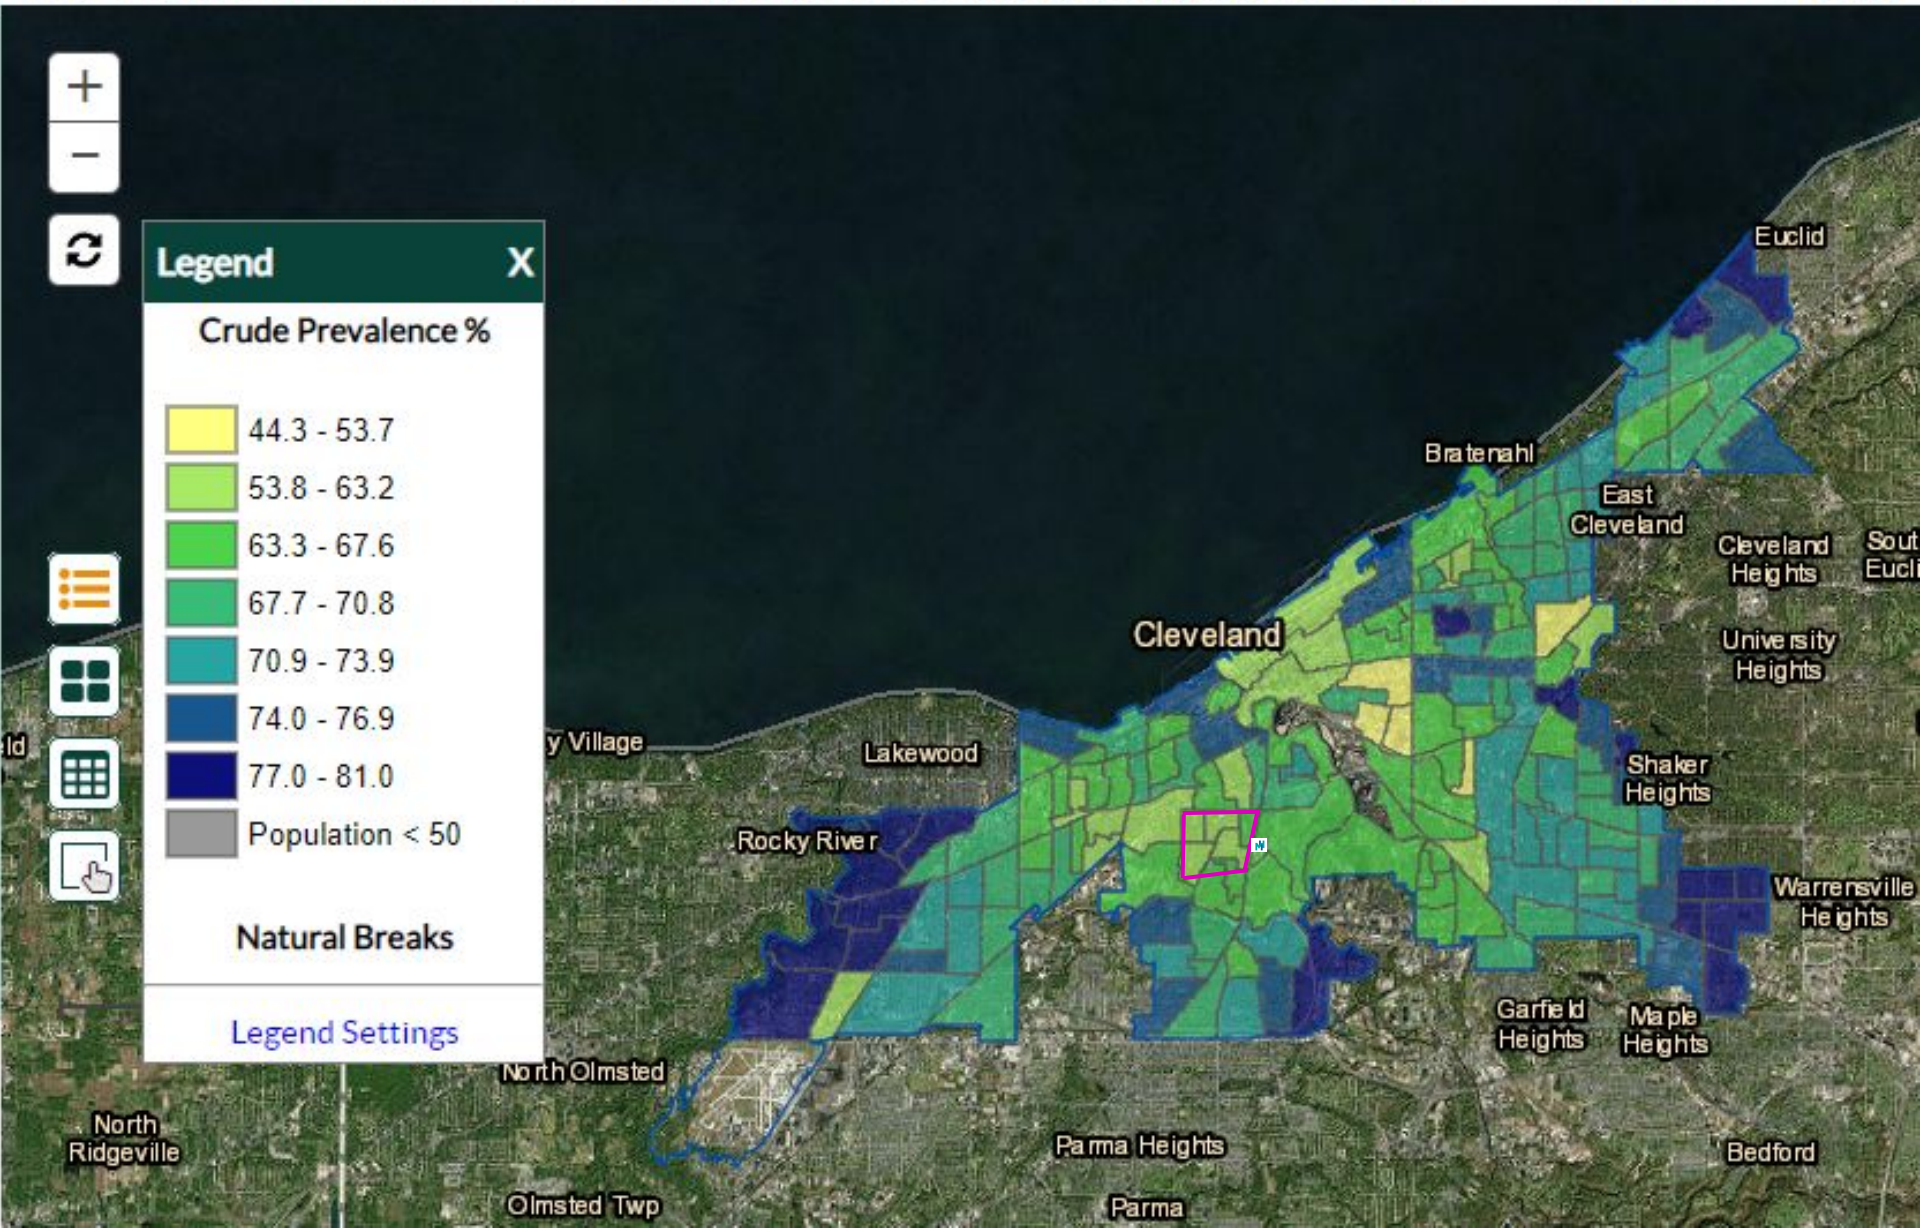 +
−
Legend X
Crude Prevalence %
44.3 - 53.7
53.8 - 63.2
63.3 - 67.6
67.7 - 70.8
70.9 - 73.9
74.0 - 76.9
77.0 - 81.0
Population < 50
Natural Breaks
Legend Settings
Euclid
Bratenahl
East
Cleveland
Cleveland
Heights
Sout
Eucli
Cleveland
University
Heights
ld
y Village
Lakewood
Shaker
Heights
Rocky River
Warrensville
Heights
Garfield
Heights
Maple
Heights
North Olmsted
North
Ridgeville
Parma Heights
Bedford
Olmsted Twp
Parma